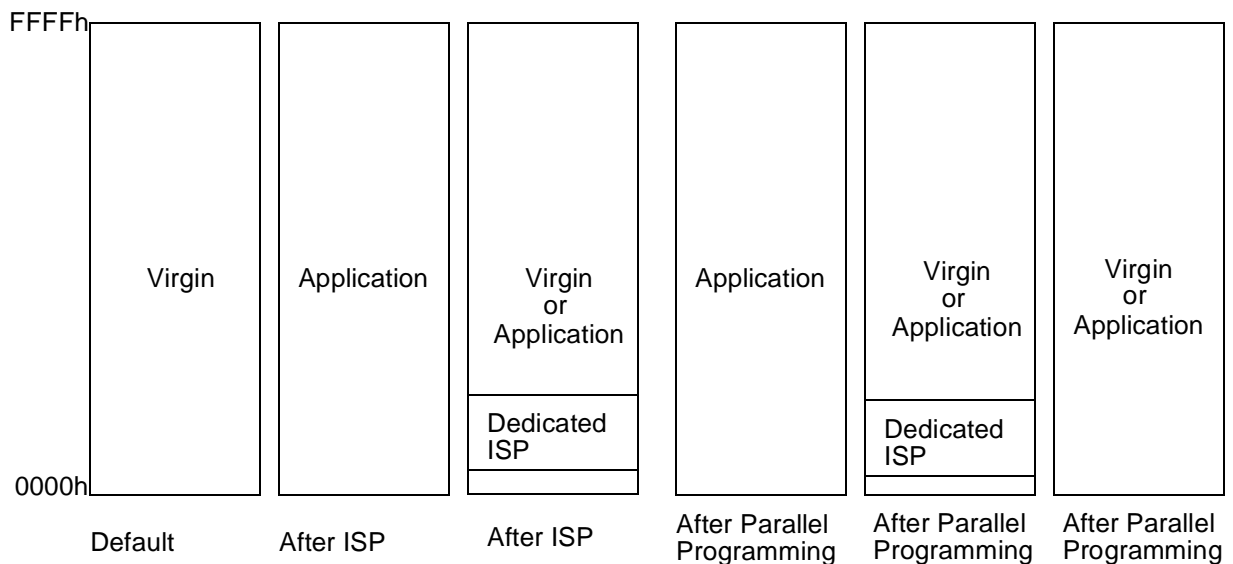 FFFFh
Virgin
Application
Virgin
or
Application
Application
Virgin
or
Application
Virgin
or
Application
Dedicated
ISP
Dedicated
ISP
0000h
Default
After ISP
After ISP
After Parallel
Programming
After Parallel
Programming
After Parallel
Programming